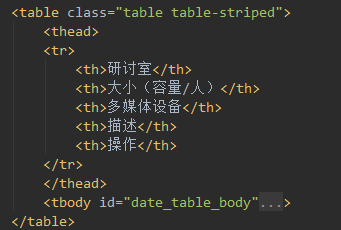 <table class="table table-striped">
<thead>
<tr>
<th>研讨室</th>
<th>大小（容量/人）</th>
<th>多媒体设备</th>
<th>描述</th>
<th>操作</th>
</tr>
</thead>
<tbody id="date_table_body"...>
</table>